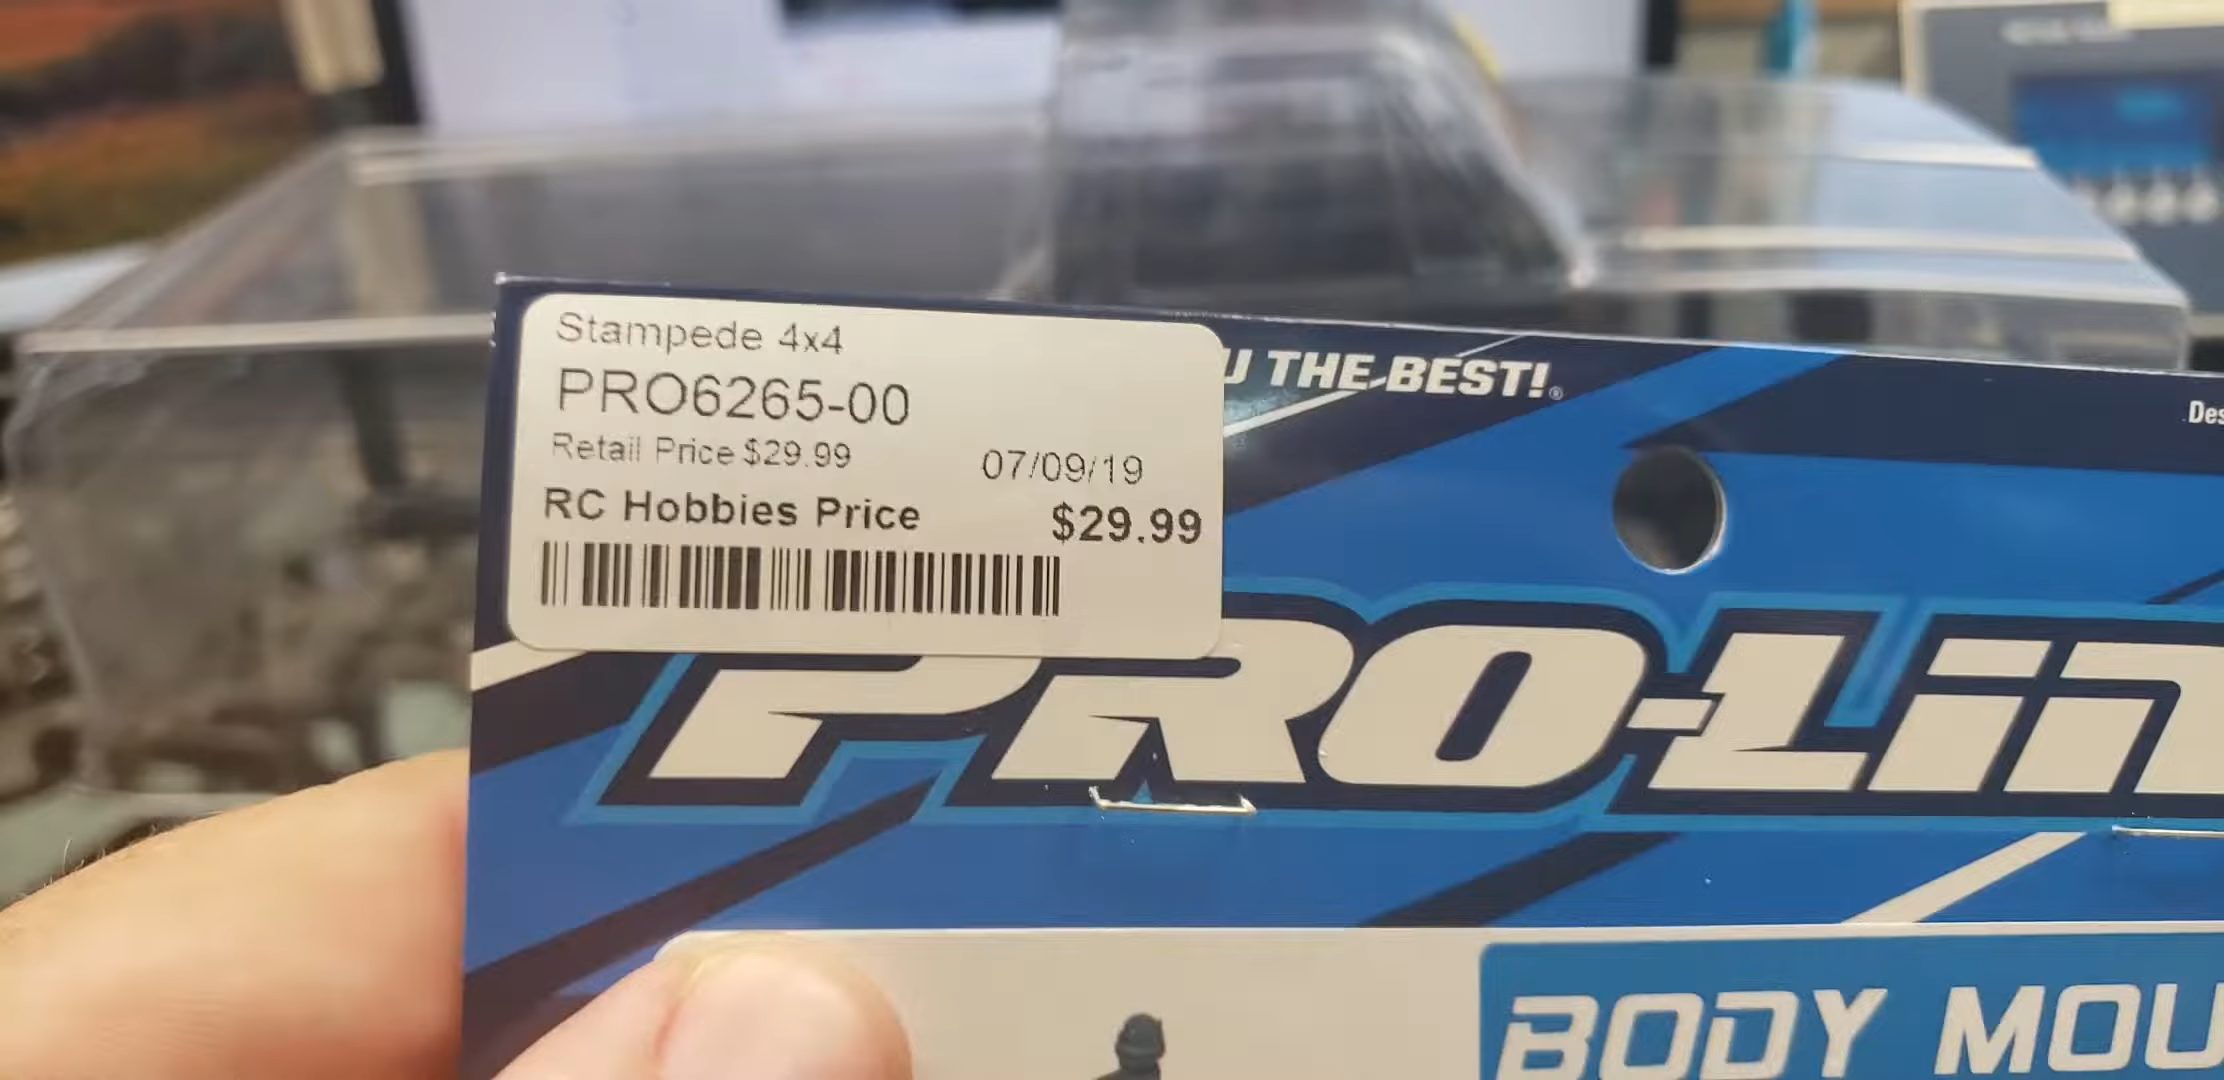 Stampede 4x4
PRO6265-00
Retail Price $29.99
07/09/19
RC Hobbies Price
$29.99
U THE BEST!®
Des
PRO-Lin
BODY MOU